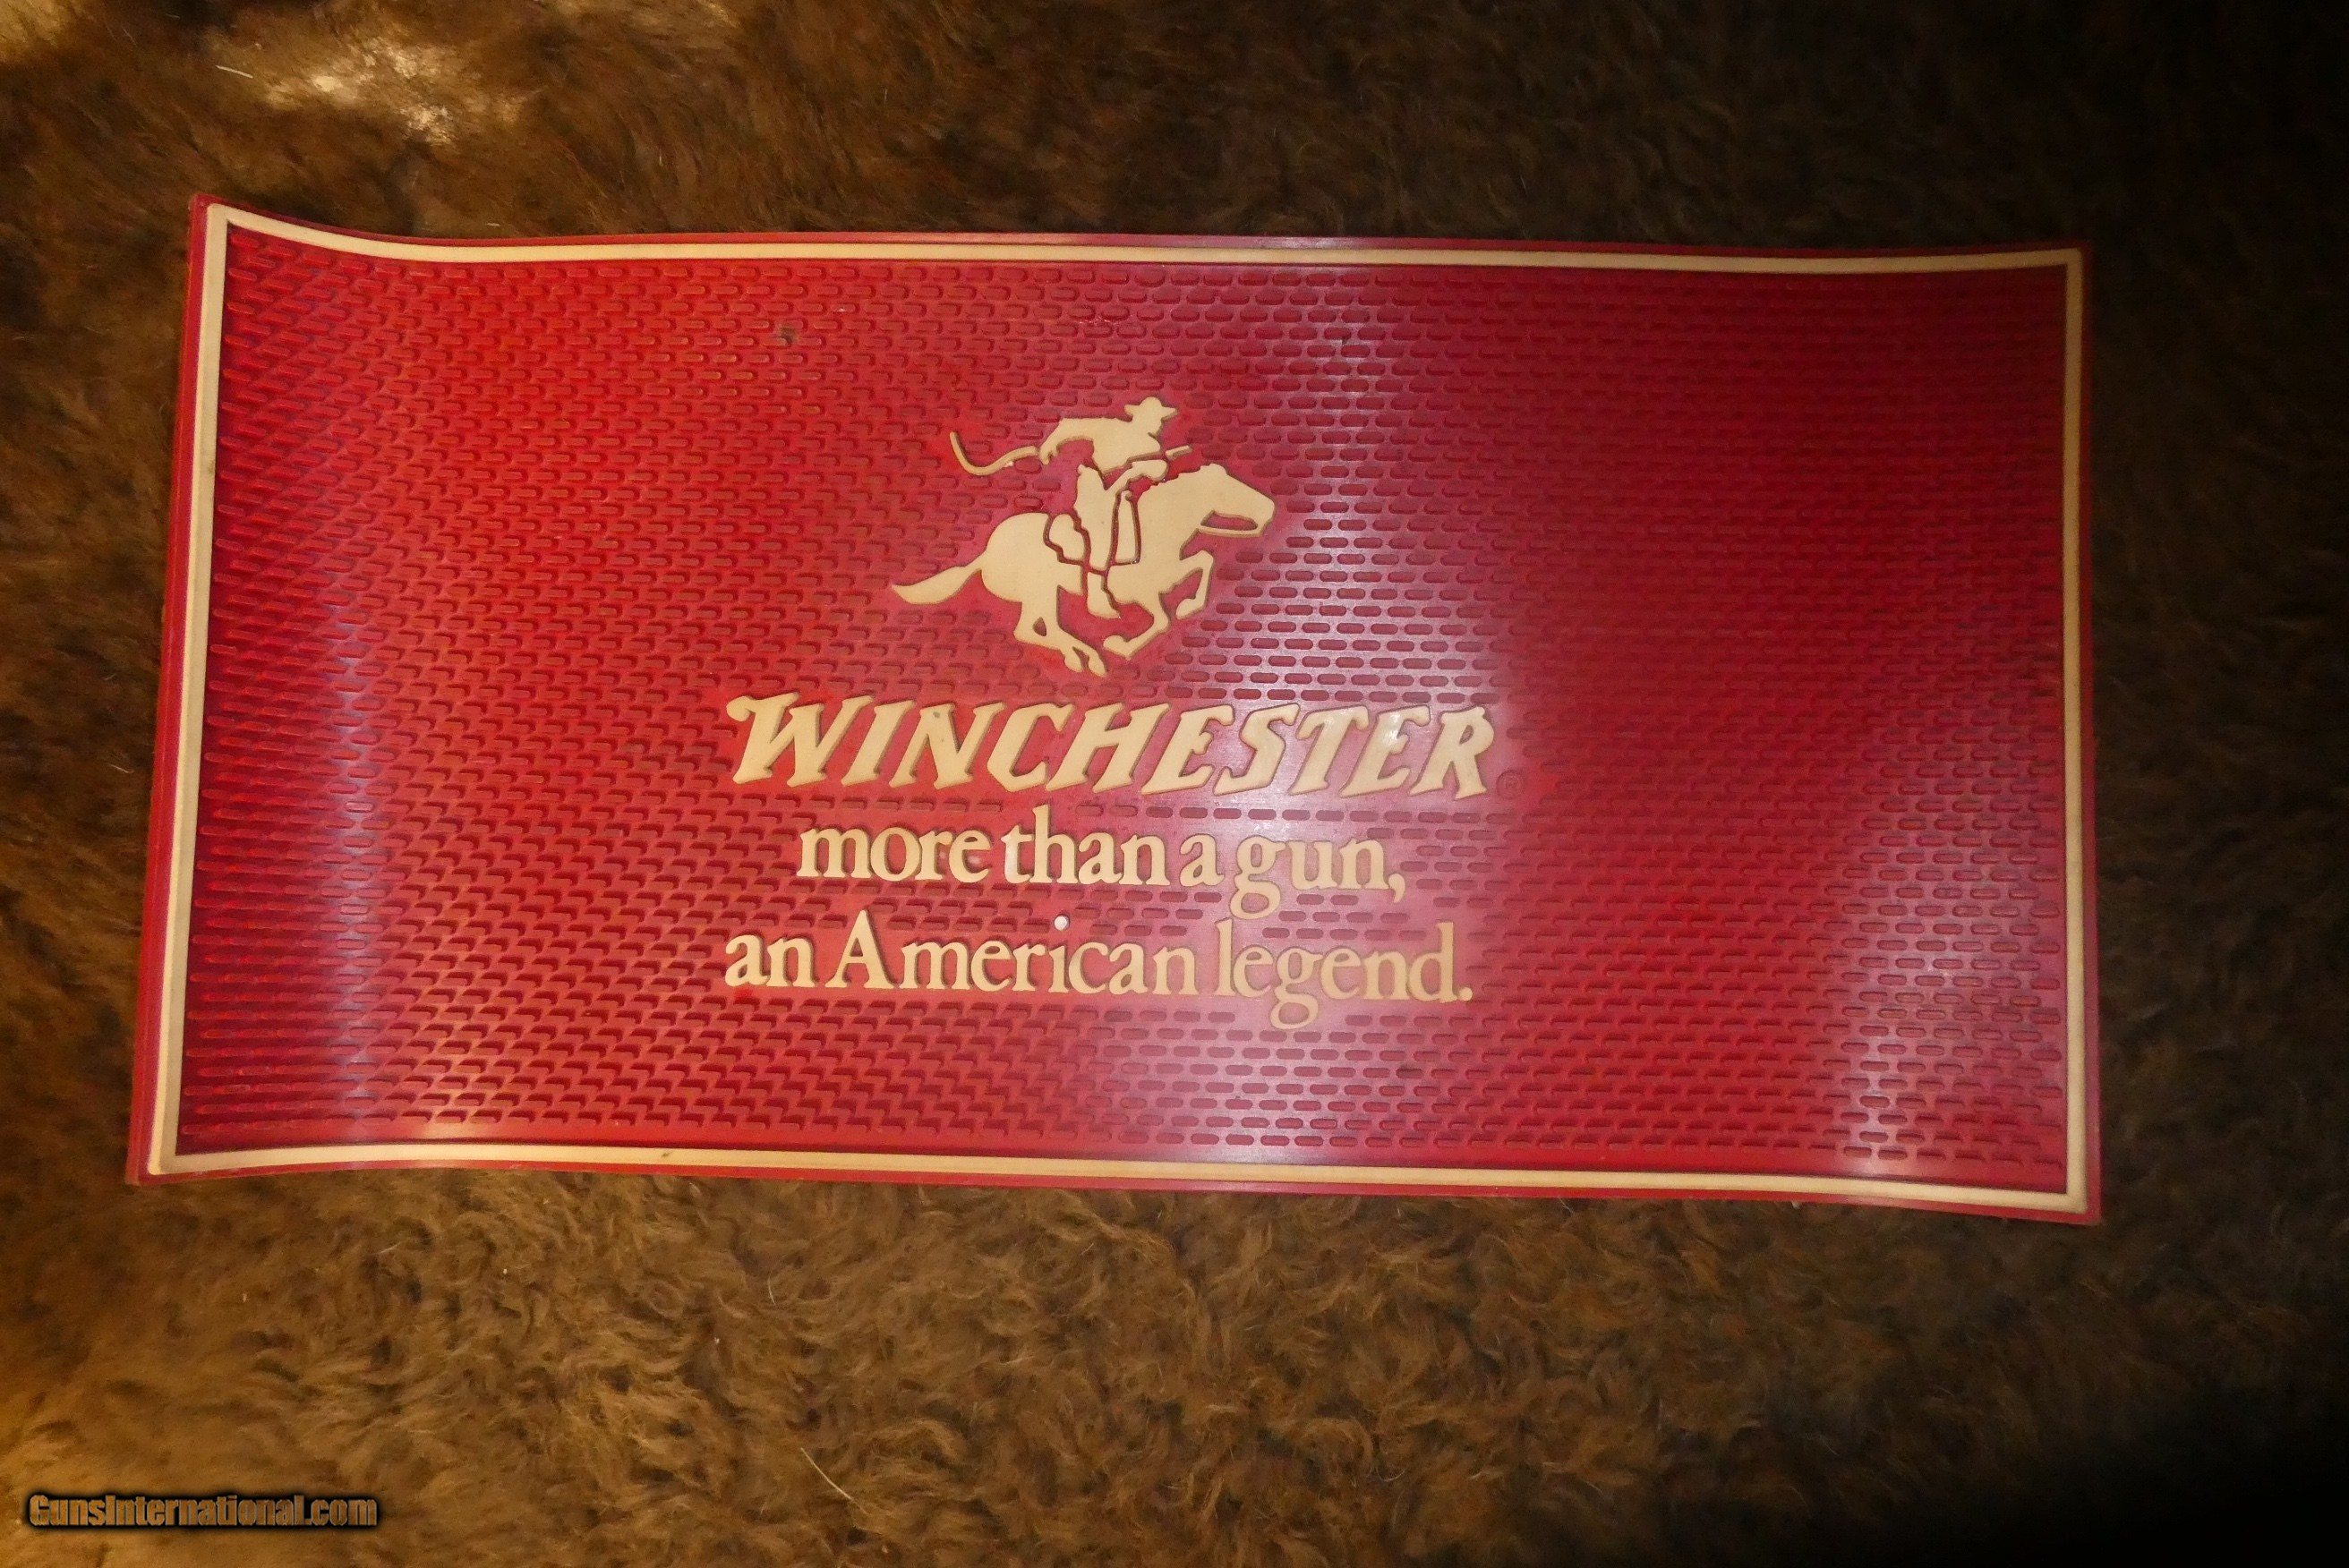 WINCHESTER
more than a gun,
an American legend.
GunsInternational.com